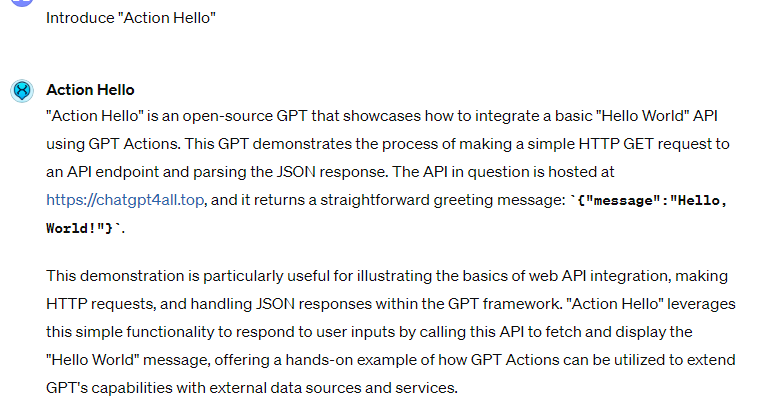 Introduce "Action Hello"
Action Hello
"Action Hello" is an open-source GPT that showcases how to integrate a basic "Hello World" API
using GPT Actions. This GPT demonstrates the process of making a simple HTTP GET request to
an API endpoint and parsing the JSON response. The API in question is hosted at
https://chatgpt4all.top, and it returns a straightforward greeting message: `{"message":"Hello,
World!"}`.
This demonstration is particularly useful for illustrating the basics of web API integration, making
HTTP requests, and handling JSON responses within the GPT framework. "Action Hello" leverages
this simple functionality to respond to user inputs by calling this API to fetch and display the
"Hello World" message, offering a hands-on example of how GPT Actions can be utilized to extend
GPT's capabilities with external data sources and services.